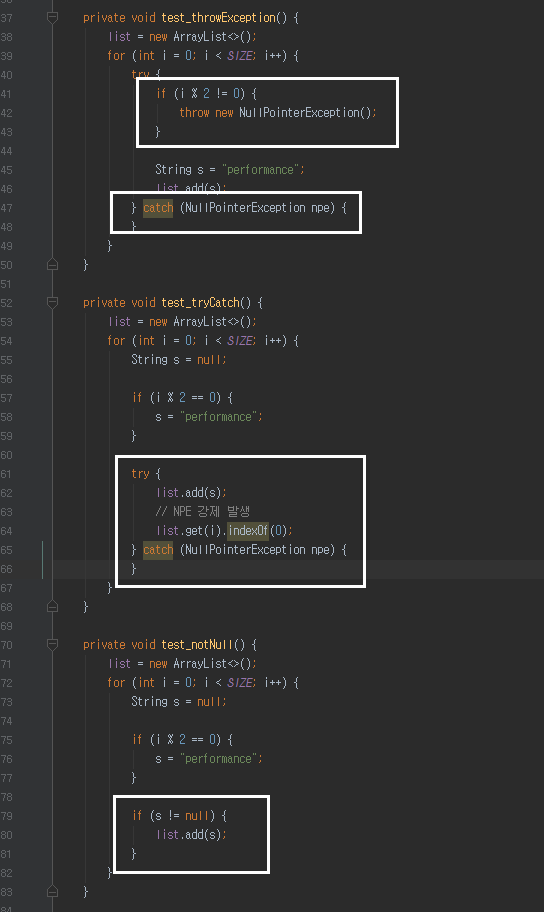 37 private void test_throwException() {
38 list = new ArrayList<>();
39 for (int i = 0; i < SIZE; i++) {
40 try {
41 if (i % 2 != 0) {
42 throw new NullPointerException();
43 }
44
45 String s = "performance";
46 list.add(s);
47 } catch (NullPointerException npe) {
48 }
49 }
50 }
51
52 private void test_tryCatch() {
53 list = new ArrayList<>();
54 for (int i = 0; i < SIZE; i++) {
55 String s = null;
56
57 if (i % 2 == 0) {
58 s = "performance";
59 }
60
61 try {
62 list.add(s);
63 // NPE 강제 발생
64 list.get(i).indexOf(0);
65 } catch (NullPointerException npe) {
66 }
67 }
68 }
69
70 private void test_notNull() {
71 list = new ArrayList<>();
72 for (int i = 0; i < SIZE; i++) {
73 String s = null;
74
75 if (i % 2 == 0) {
76 s = "performance";
77 }
78
79 if (s != null) {
80 list.add(s);
81 }
82 }
83 }